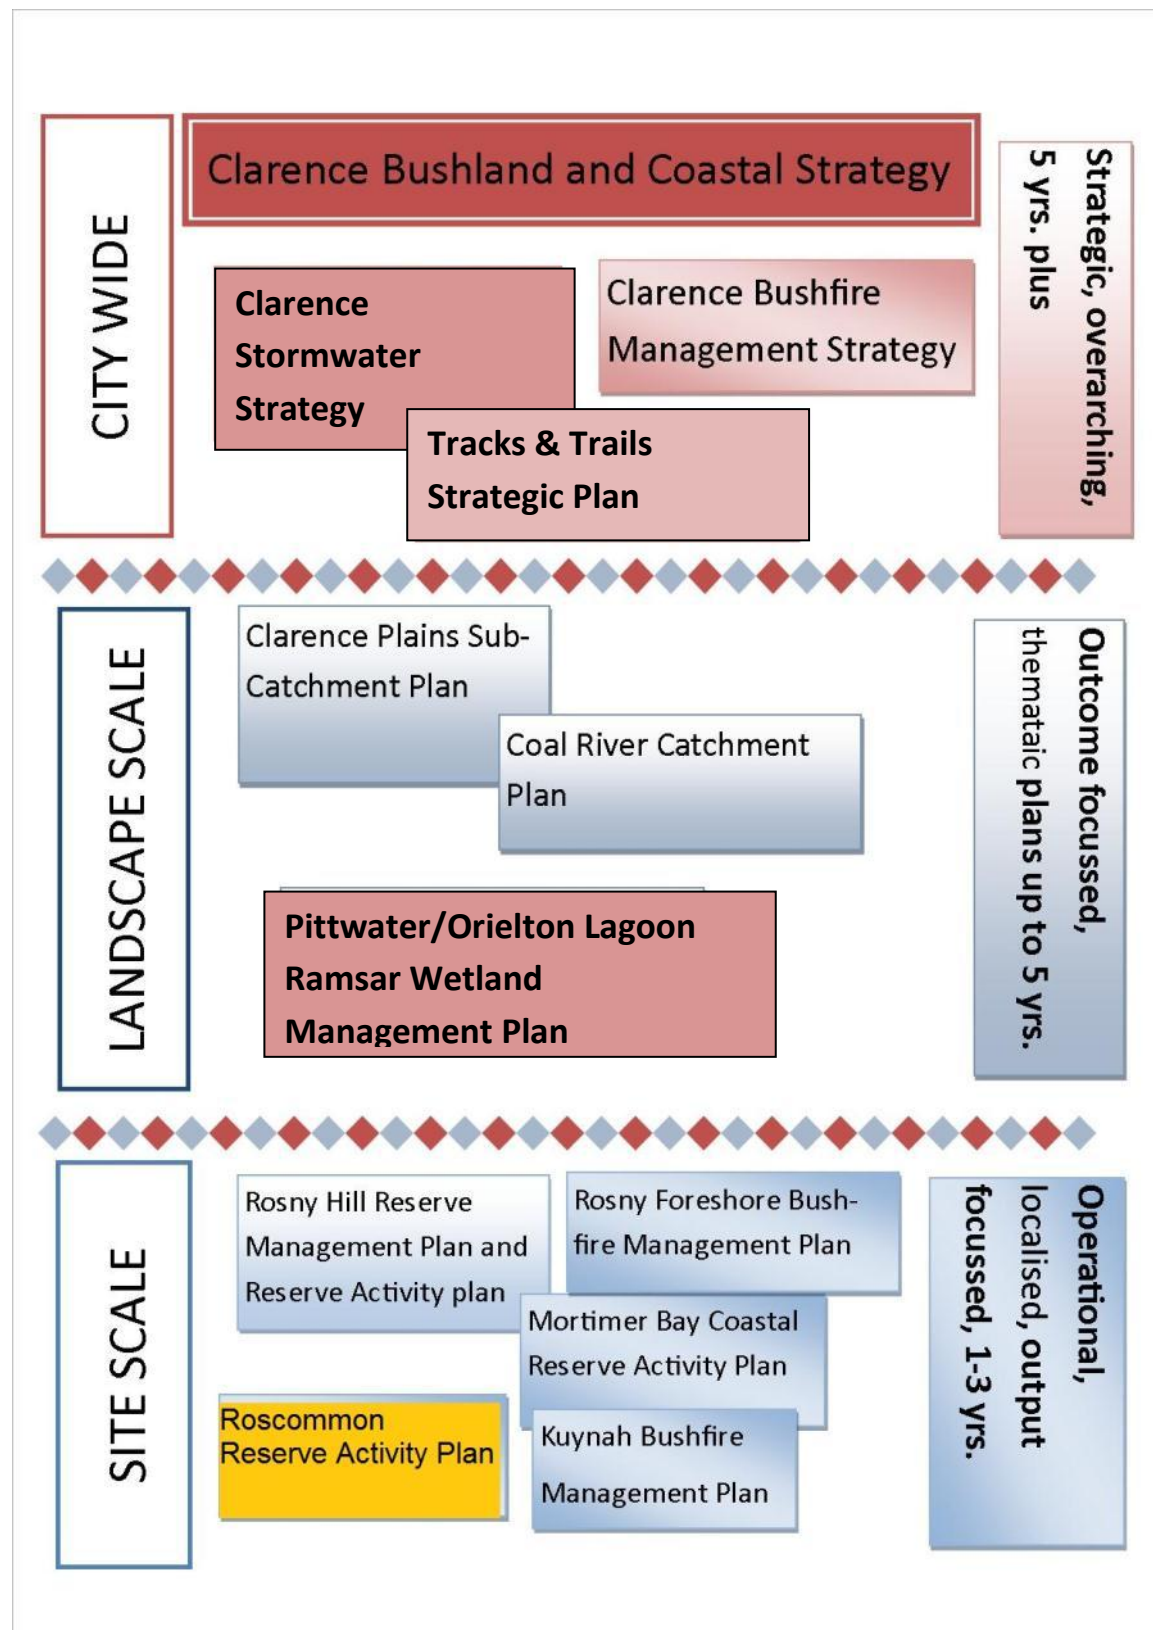 CITY WIDE
Clarence Bushland and Coastal Strategy
Clarence
Stormwater
Strategy
Clarence Bushfire
Management Strategy
Tracks & Trails
Strategic Plan
Strategic, overarching,
5 yrs. plus
LANDSCAPE SCALE
Clarence Plains Sub-
Catchment Plan
Coal River Catchment
Plan
Pittwater/Orielton Lagoon
Ramsar Wetland
Management Plan
Outcome focussed,
themataic plans up to 5 yrs.
SITE SCALE
Rosny Hill Reserve
Management Plan and
Reserve Activity plan
Rosny Foreshore Bush-
fire Management Plan
Mortimer Bay Coastal
Reserve Activity Plan
Roscommon
Reserve Activity Plan
Kuynah Bushfire
Management Plan
Operational,
localised, output
focussed, 1-3 yrs.